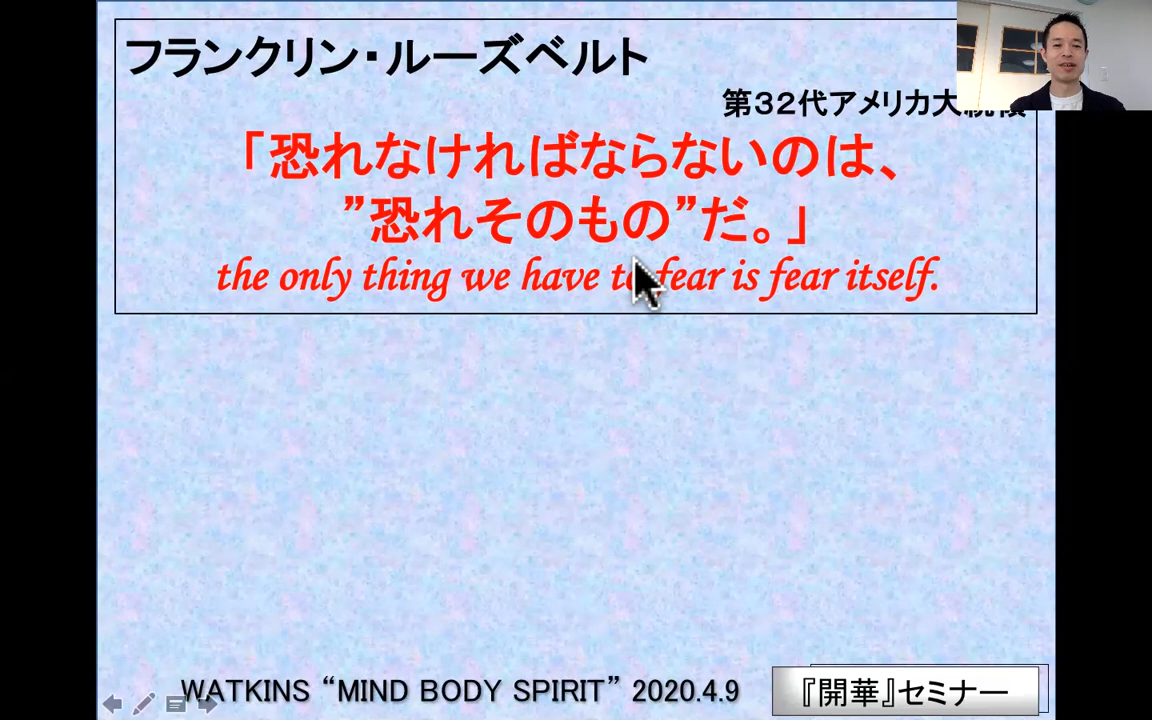 フランクリン・ルーズベルト
第32代アメリカ大統領
「恐れなければならないのは、
”恐れそのもの”だ。」
the only thing we have to fear is fear itself.
WATKINS “MIND BODY SPIRIT” 2020.4.9
『開華』セミナー